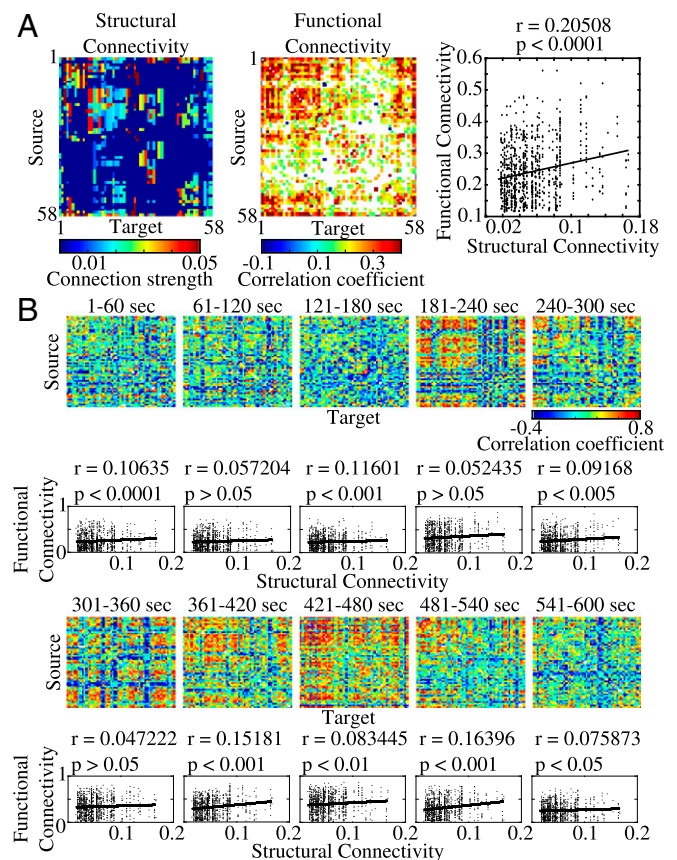 A
Structural Connectivity
Functional Connectivity
r = 0.20508
p < 0.0001
1
Source
58
1
Target
58
0.01
0.05
Connection strength
1
Source
58
1
Target
58
-0.1
0.1
0.3
Correlation coefficient
Functional Connectivity
0.6
0.5
0.4
0.3
0.2
0.1
0.02
0.1
0.18
Structural Connectivity
B
1-60 sec
61-120 sec
121-180 sec
181-240 sec
240-300 sec
Source
Target
-0.4
0.8
Correlation coefficient
r = 0.10635
p < 0.0001
r = 0.057204
p > 0.05
r = 0.11601
p < 0.001
r = 0.052435
p > 0.05
r = 0.09168
p < 0.005
Functional Connectivity
1
0
0.1
0.2
0.1
0.2
0.1
0.2
0.1
0.2
0.1
0.2
Structural Connectivity
301-360 sec
361-420 sec
421-480 sec
481-540 sec
541-600 sec
Source
Target
r = 0.047222
p > 0.05
r = 0.15181
p < 0.001
r = 0.083445
p < 0.01
r = 0.16396
p < 0.001
r = 0.075873
p < 0.05
Functional Connectivity
1
0
0.1
0.2
0.1
0.2
0.1
0.2
0.1
0.2
0.1
0.2
Structural Connectivity